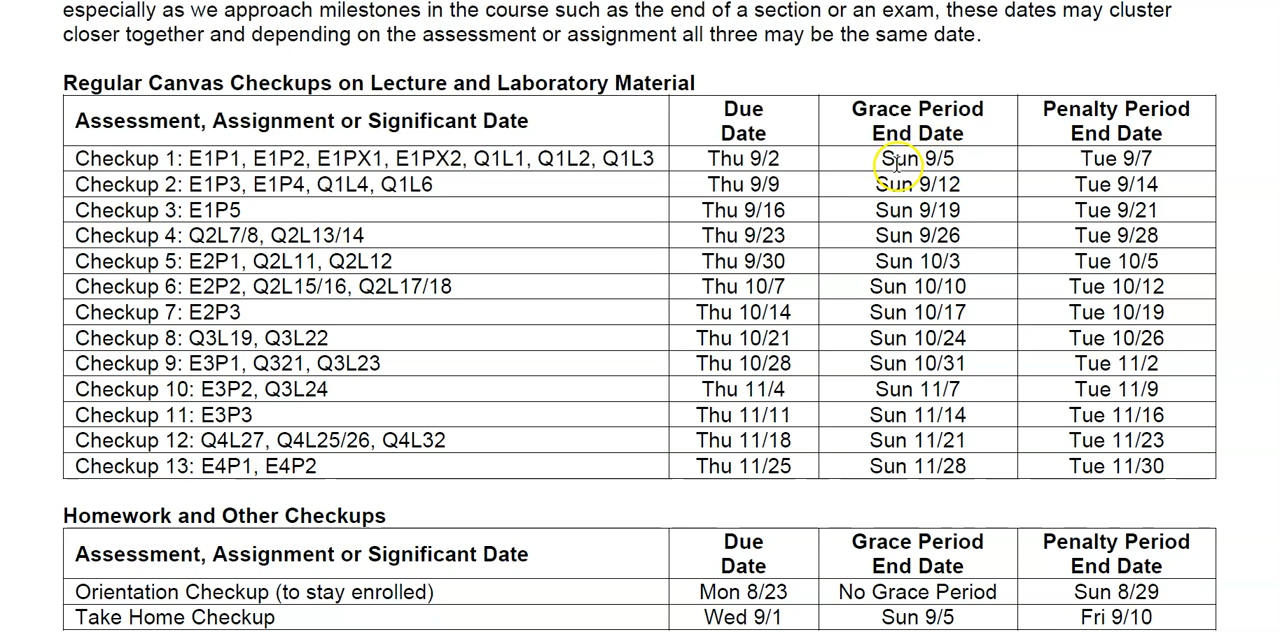 especially as we approach milestones in the course such as the end of a section or an exam, these dates may cluster
closer together and depending on the assessment or assignment all three may be the same date.
Regular Canvas Checkups on Lecture and Laboratory Material
Assessment, Assignment or Significant Date Due Date Grace Period End Date Penalty Period End Date
Checkup 1: E1P1, E1P2, E1PX1, E1PX2, Q1L1, Q1L2, Q1L3 Thu 9/2 Sun 9/5 Tue 9/7
Checkup 2: E1P3, E1P4, Q1L4, Q1L6 Thu 9/9 Sun 9/12 Tue 9/14
Checkup 3: E1P5 Thu 9/16 Sun 9/19 Tue 9/21
Checkup 4: Q2L7/8, Q2L13/14 Thu 9/23 Sun 9/26 Tue 9/28
Checkup 5: E2P1, Q2L11, Q2L12 Thu 9/30 Sun 10/3 Tue 10/5
Checkup 6: E2P2, Q2L15/16, Q2L17/18 Thu 10/7 Sun 10/10 Tue 10/12
Checkup 7: E2P3 Thu 10/14 Sun 10/17 Tue 10/19
Checkup 8: Q3L19, Q3L22 Thu 10/21 Sun 10/24 Tue 10/26
Checkup 9: E3P1, Q321, Q3L23 Thu 10/28 Sun 10/31 Tue 11/2
Checkup 10: E3P2, Q3L24 Thu 11/4 Sun 11/7 Tue 11/9
Checkup 11: E3P3 Thu 11/11 Sun 11/14 Tue 11/16
Checkup 12: Q4L27, Q4L25/26, Q4L32 Thu 11/18 Sun 11/21 Tue 11/23
Checkup 13: E4P1, E4P2 Thu 11/25 Sun 11/28 Tue 11/30
Homework and Other Checkups
Assessment, Assignment or Significant Date Due Date Grace Period End Date Penalty Period End Date
Orientation Checkup (to stay enrolled) Mon 8/23 No Grace Period Sun 8/29
Take Home Checkup Wed 9/1 Sun 9/5 Fri 9/10